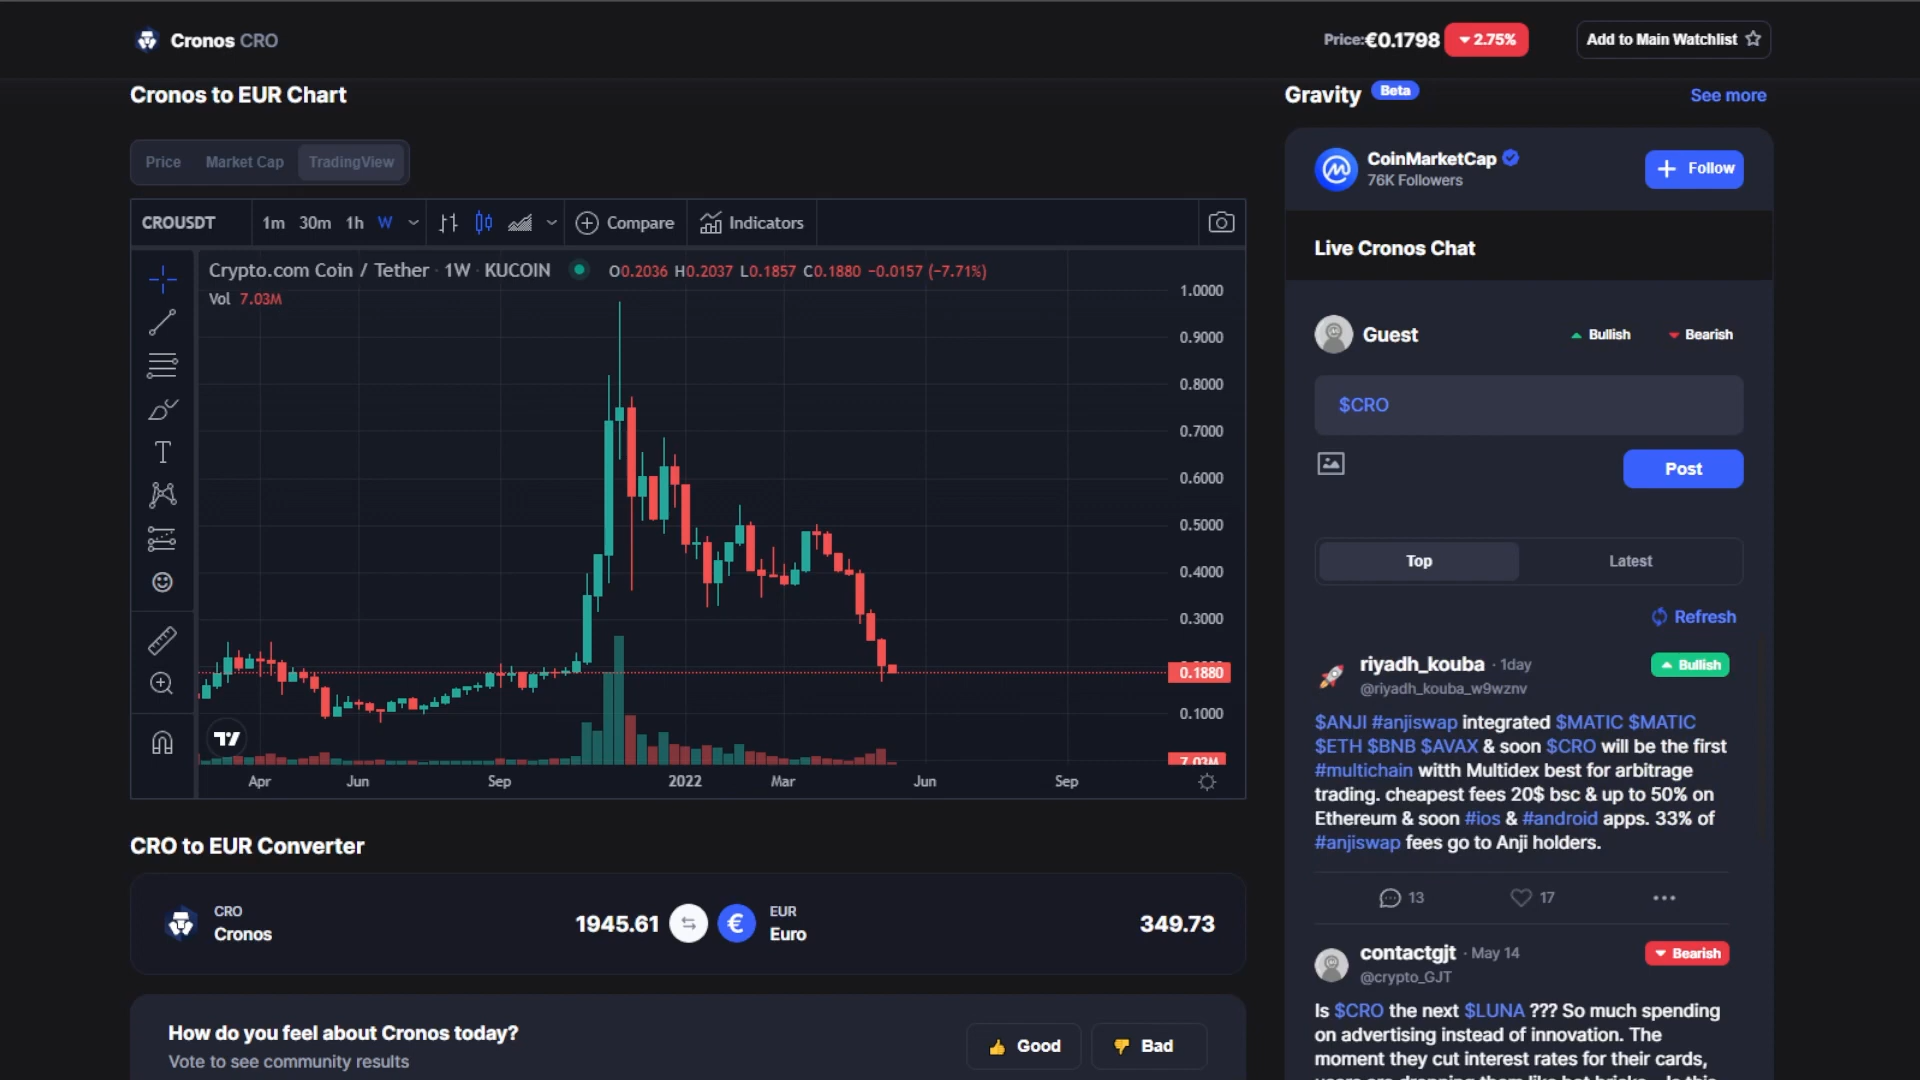 Cronos CRO
Price:€0.1798
2.75%
Add to Main Watchlist
Cronos to EUR Chart
Price Market Cap TradingView
CROUSDT
1m 30m 1h W
Compare
Indicators
Crypto.com Coin / Tether · 1W · KUCOIN
O0.2036 H0.2037 L0.1857 C0.1880 −0.0157 (−7.71%)
Vol 7.03M
1.0000
0.9000
0.8000
0.7000
0.6000
0.5000
0.4000
0.3000
0.1880
0.1000
7.03M
Apr Jun Sep 2022 Mar Jun Sep
CRO to EUR Converter
CRO
Cronos
1945.61
EUR
Euro
349.73
How do you feel about Cronos today?
Vote to see community results
Good
Bad
Gravity Beta
See more
CoinMarketCap
76K Followers
Follow
Live Cronos Chat
Guest
Bullish
Bearish
$CRO
Post
Top
Latest
Refresh
riyadh_kouba · 1day
Bullish
@riyadh_kouba_w9wznv
$ANJI #anjiswap integrated $MATIC $MATIC
$ETH $BNB $AVAX & soon $CRO will be the first
#multichain witth Multidex best for arbitrage
trading. cheapest fees 20$ bsc & up to 50% on
Ethereum & soon #ios & #android apps. 33% of
#anjiswap fees go to Anji holders.
13
17
contactgjt · May 14
Bearish
@crypto_GJT
Is $CRO the next $LUNA ??? So much spending
on advertising instead of innovation. The
moment they cut interest rates for their cards,